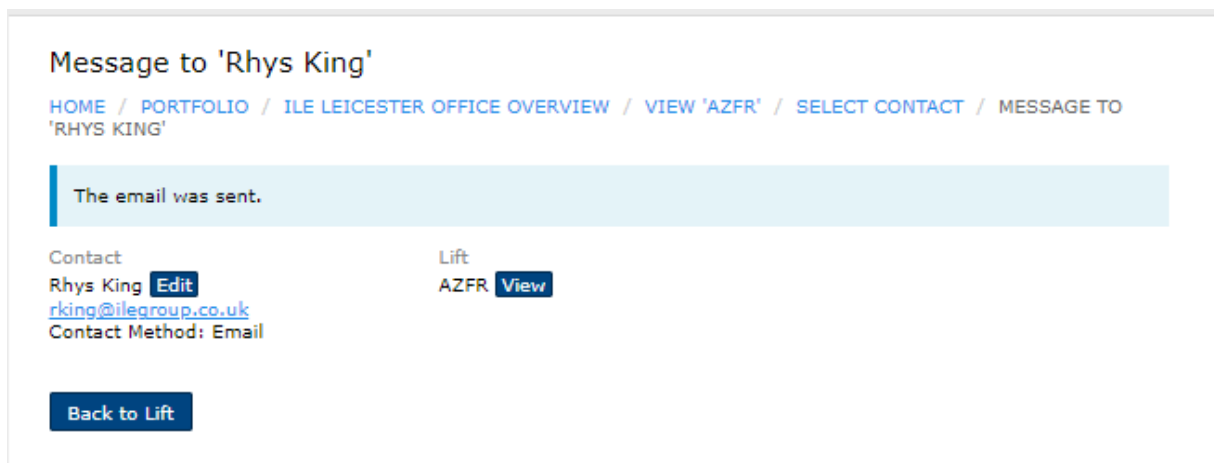 Message to 'Rhys King'
HOME / PORTFOLIO / ILE LEICESTER OFFICE OVERVIEW / VIEW 'AZFR' / SELECT CONTACT / MESSAGE TO
'RHYS KING'
The email was sent.
Contact
Lift
Rhys King Edit
AZFR View
rking@ilegroup.co.uk
Contact Method: Email
Back to Lift